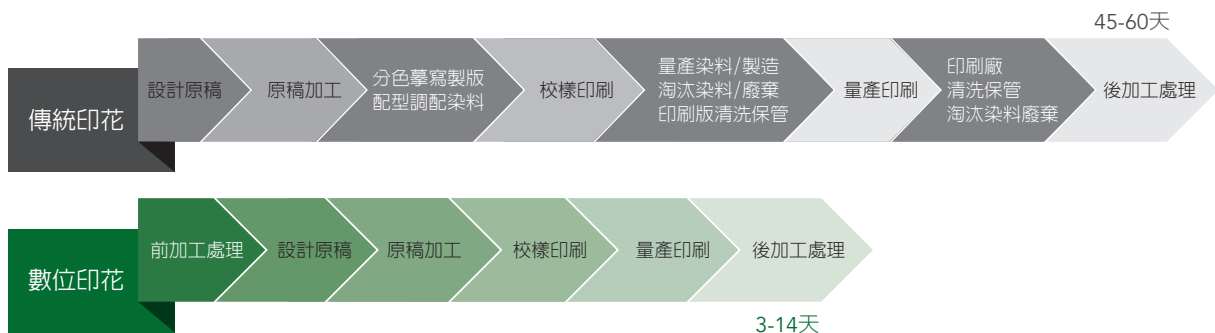 45-60天
傳統印花
設計原稿
原稿加工
分色摹寫製版
配型調配染料
校樣印刷
量產染料/製造
淘汰染料/廢棄
印刷版清洗保管
量產印刷
印刷廠
清洗保管
淘汰染料廢棄
後加工處理
數位印花
前加工處理
設計原稿
原稿加工
校樣印刷
量產印刷
後加工處理
3-14天